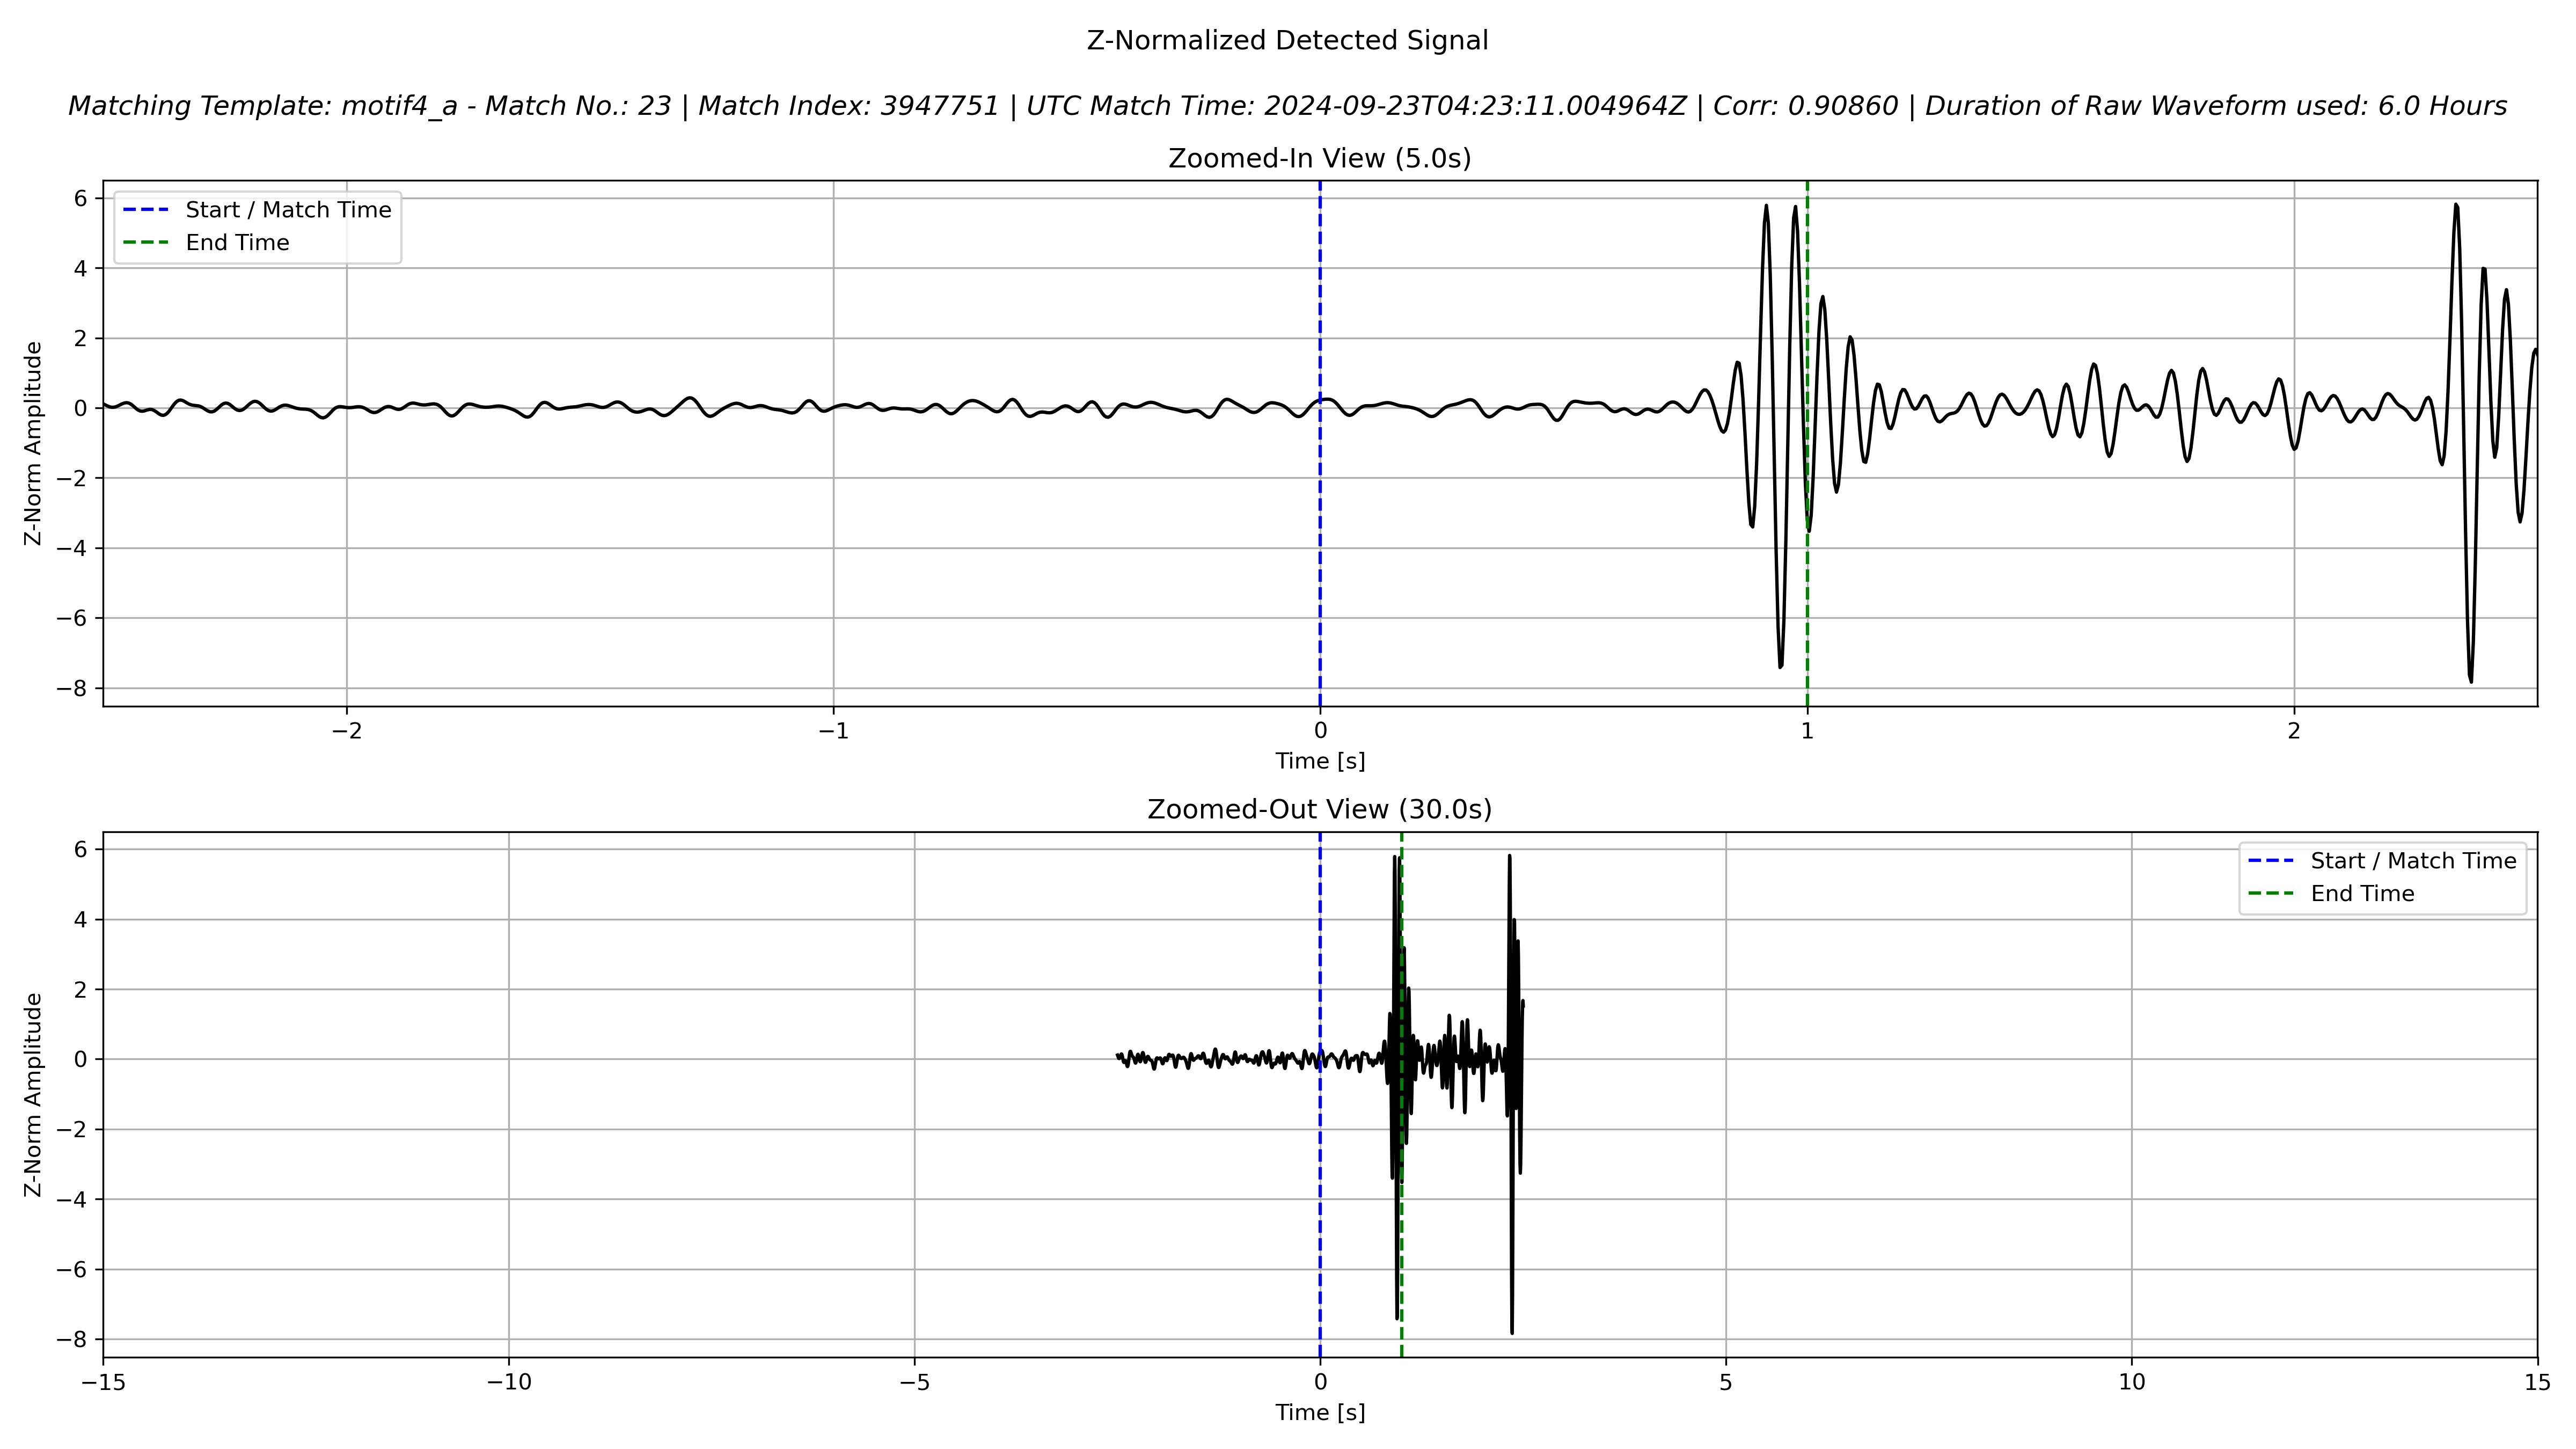 Z-Normalized Detected Signal
Matching Template: motif4_a - Match No.: 23 | Match Index: 3947751 | UTC Match Time: 2024-09-23T04:23:11.004964Z | Corr: 0.90860 | Duration of Raw Waveform used: 6.0 Hours
Zoomed-In View (5.0s)
Z-Norm Amplitude
6
4
2
0
−2
−4
−6
−8
Start / Match Time
End Time
−2
−1
0
1
2
Time [s]
Zoomed-Out View (30.0s)
Z-Norm Amplitude
6
4
2
0
−2
−4
−6
−8
Start / Match Time
End Time
−15
−10
−5
0
5
10
15
Time [s]